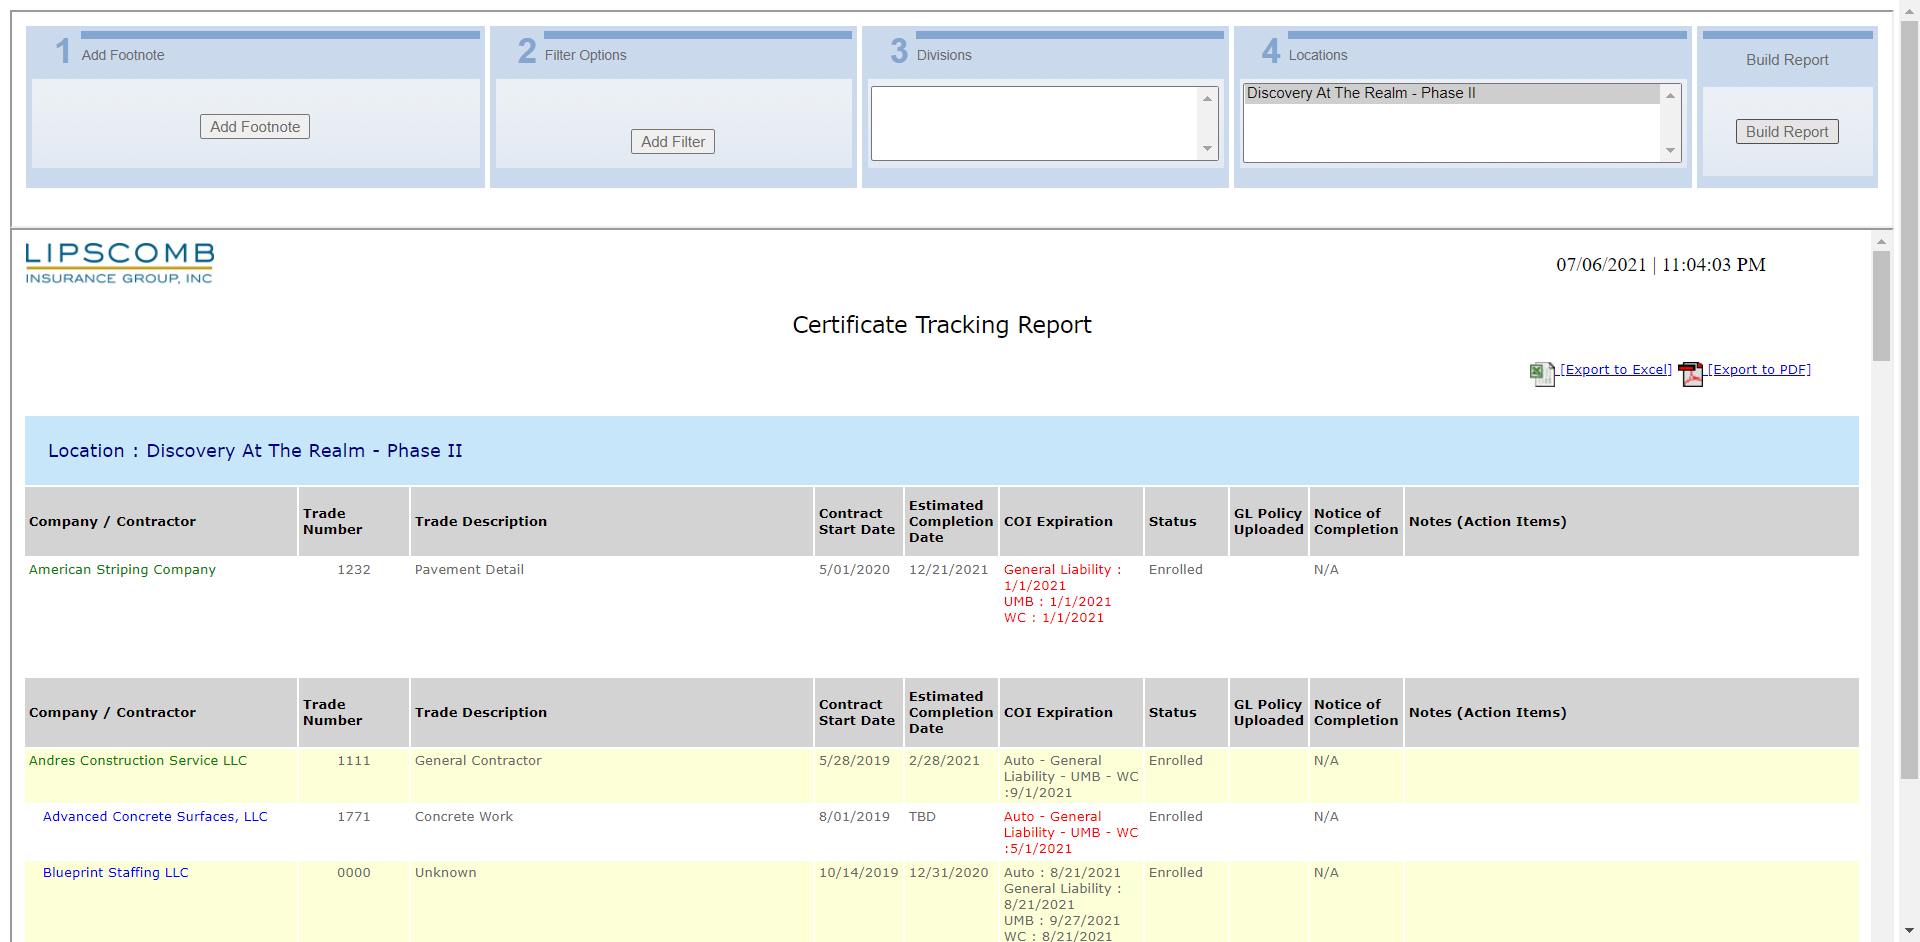 1 Add Footnote
Add Footnote
2 Filter Options
Add Filter
3 Divisions
4 Locations
Discovery At The Realm - Phase II
Build Report
Build Report
LIPSCOMB
INSURANCE GROUP, INC
07/06/2021 | 11:04:03 PM
Certificate Tracking Report
[Export to Excel] [Export to PDF]
Location : Discovery At The Realm - Phase II
Company / Contractor
Trade
Number
Trade Description
Contract
Start Date
Estimated
Completion
Date
COI Expiration
Status
GL Policy
Uploaded
Notice of
Completion
Notes (Action Items)
American Striping Company
1232
Pavement Detail
5/01/2020
12/21/2021
General Liability :
1/1/2021
UMB : 1/1/2021
WC : 1/1/2021
Enrolled
N/A
Company / Contractor
Trade
Number
Trade Description
Contract
Start Date
Estimated
Completion
Date
COI Expiration
Status
GL Policy
Uploaded
Notice of
Completion
Notes (Action Items)
Andres Construction Service LLC
1111
General Contractor
5/28/2019
2/28/2021
Auto - General
Liability - UMB - WC
:9/1/2021
Enrolled
N/A
Advanced Concrete Surfaces, LLC
1771
Concrete Work
8/01/2019
TBD
Auto - General
Liability - UMB - WC
:5/1/2021
Enrolled
N/A
Blueprint Staffing LLC
0000
Unknown
10/14/2019
12/31/2020
Auto : 8/21/2021
General Liability :
8/21/2021
UMB : 9/27/2021
WC : 8/21/2021
Enrolled
N/A